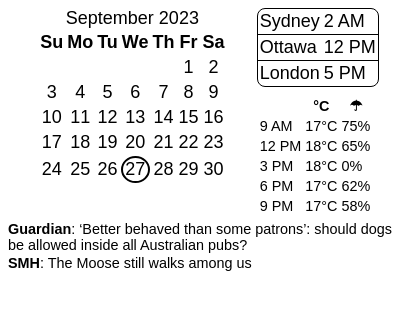 September 2023
Su Mo Tu We Th Fr Sa
1 2
3 4 5 6 7 8 9
10 11 12 13 14 15 16
17 18 19 20 21 22 23
24 25 26 27 28 29 30
Sydney 2 AM
Ottawa 12 PM
London 5 PM
°C ☂
9 AM 17°C 75%
12 PM 18°C 65%
3 PM 18°C 0%
6 PM 17°C 62%
9 PM 17°C 58%
Guardian: ‘Better behaved than some patrons’: should dogs
be allowed inside all Australian pubs?
SMH: The Moose still walks among us